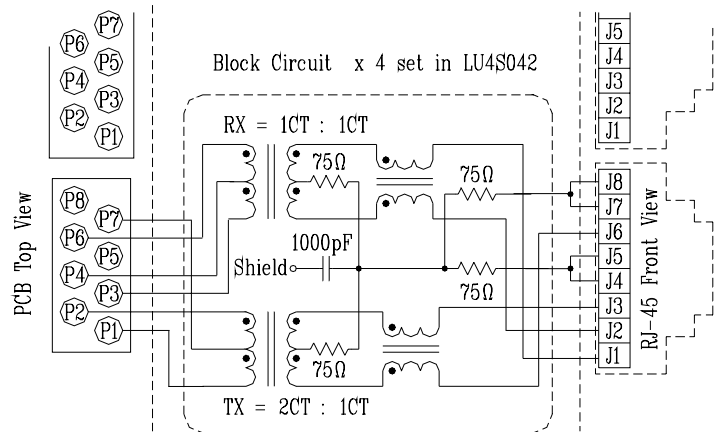 P7
P6
P5
P4
P3
P2
P1
Block Circuit x 4 set in LU4S042
J5
J4
J3
J2
J1
RX = 1CT : 1CT
75Ω
75Ω
PCB Top View
P8
P7
P6
P5
P4
P3
P2
P1
1000pF
Shield
75Ω
75Ω
TX = 2CT : 1CT
J8
J7
J6
J5
J4
J3
J2
J1
RJ-45 Front View